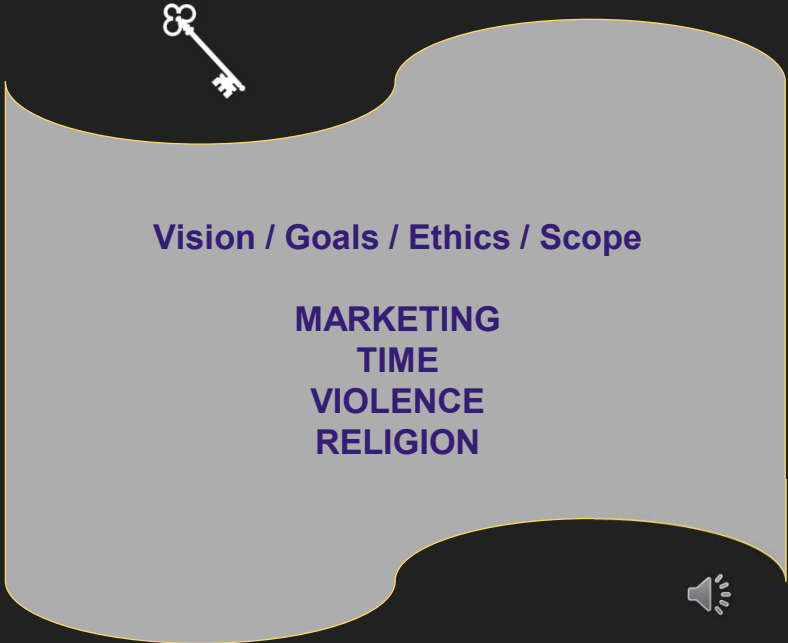 Vision / Goals / Ethics / Scope
MARKETING
TIME
VIOLENCE
RELIGION